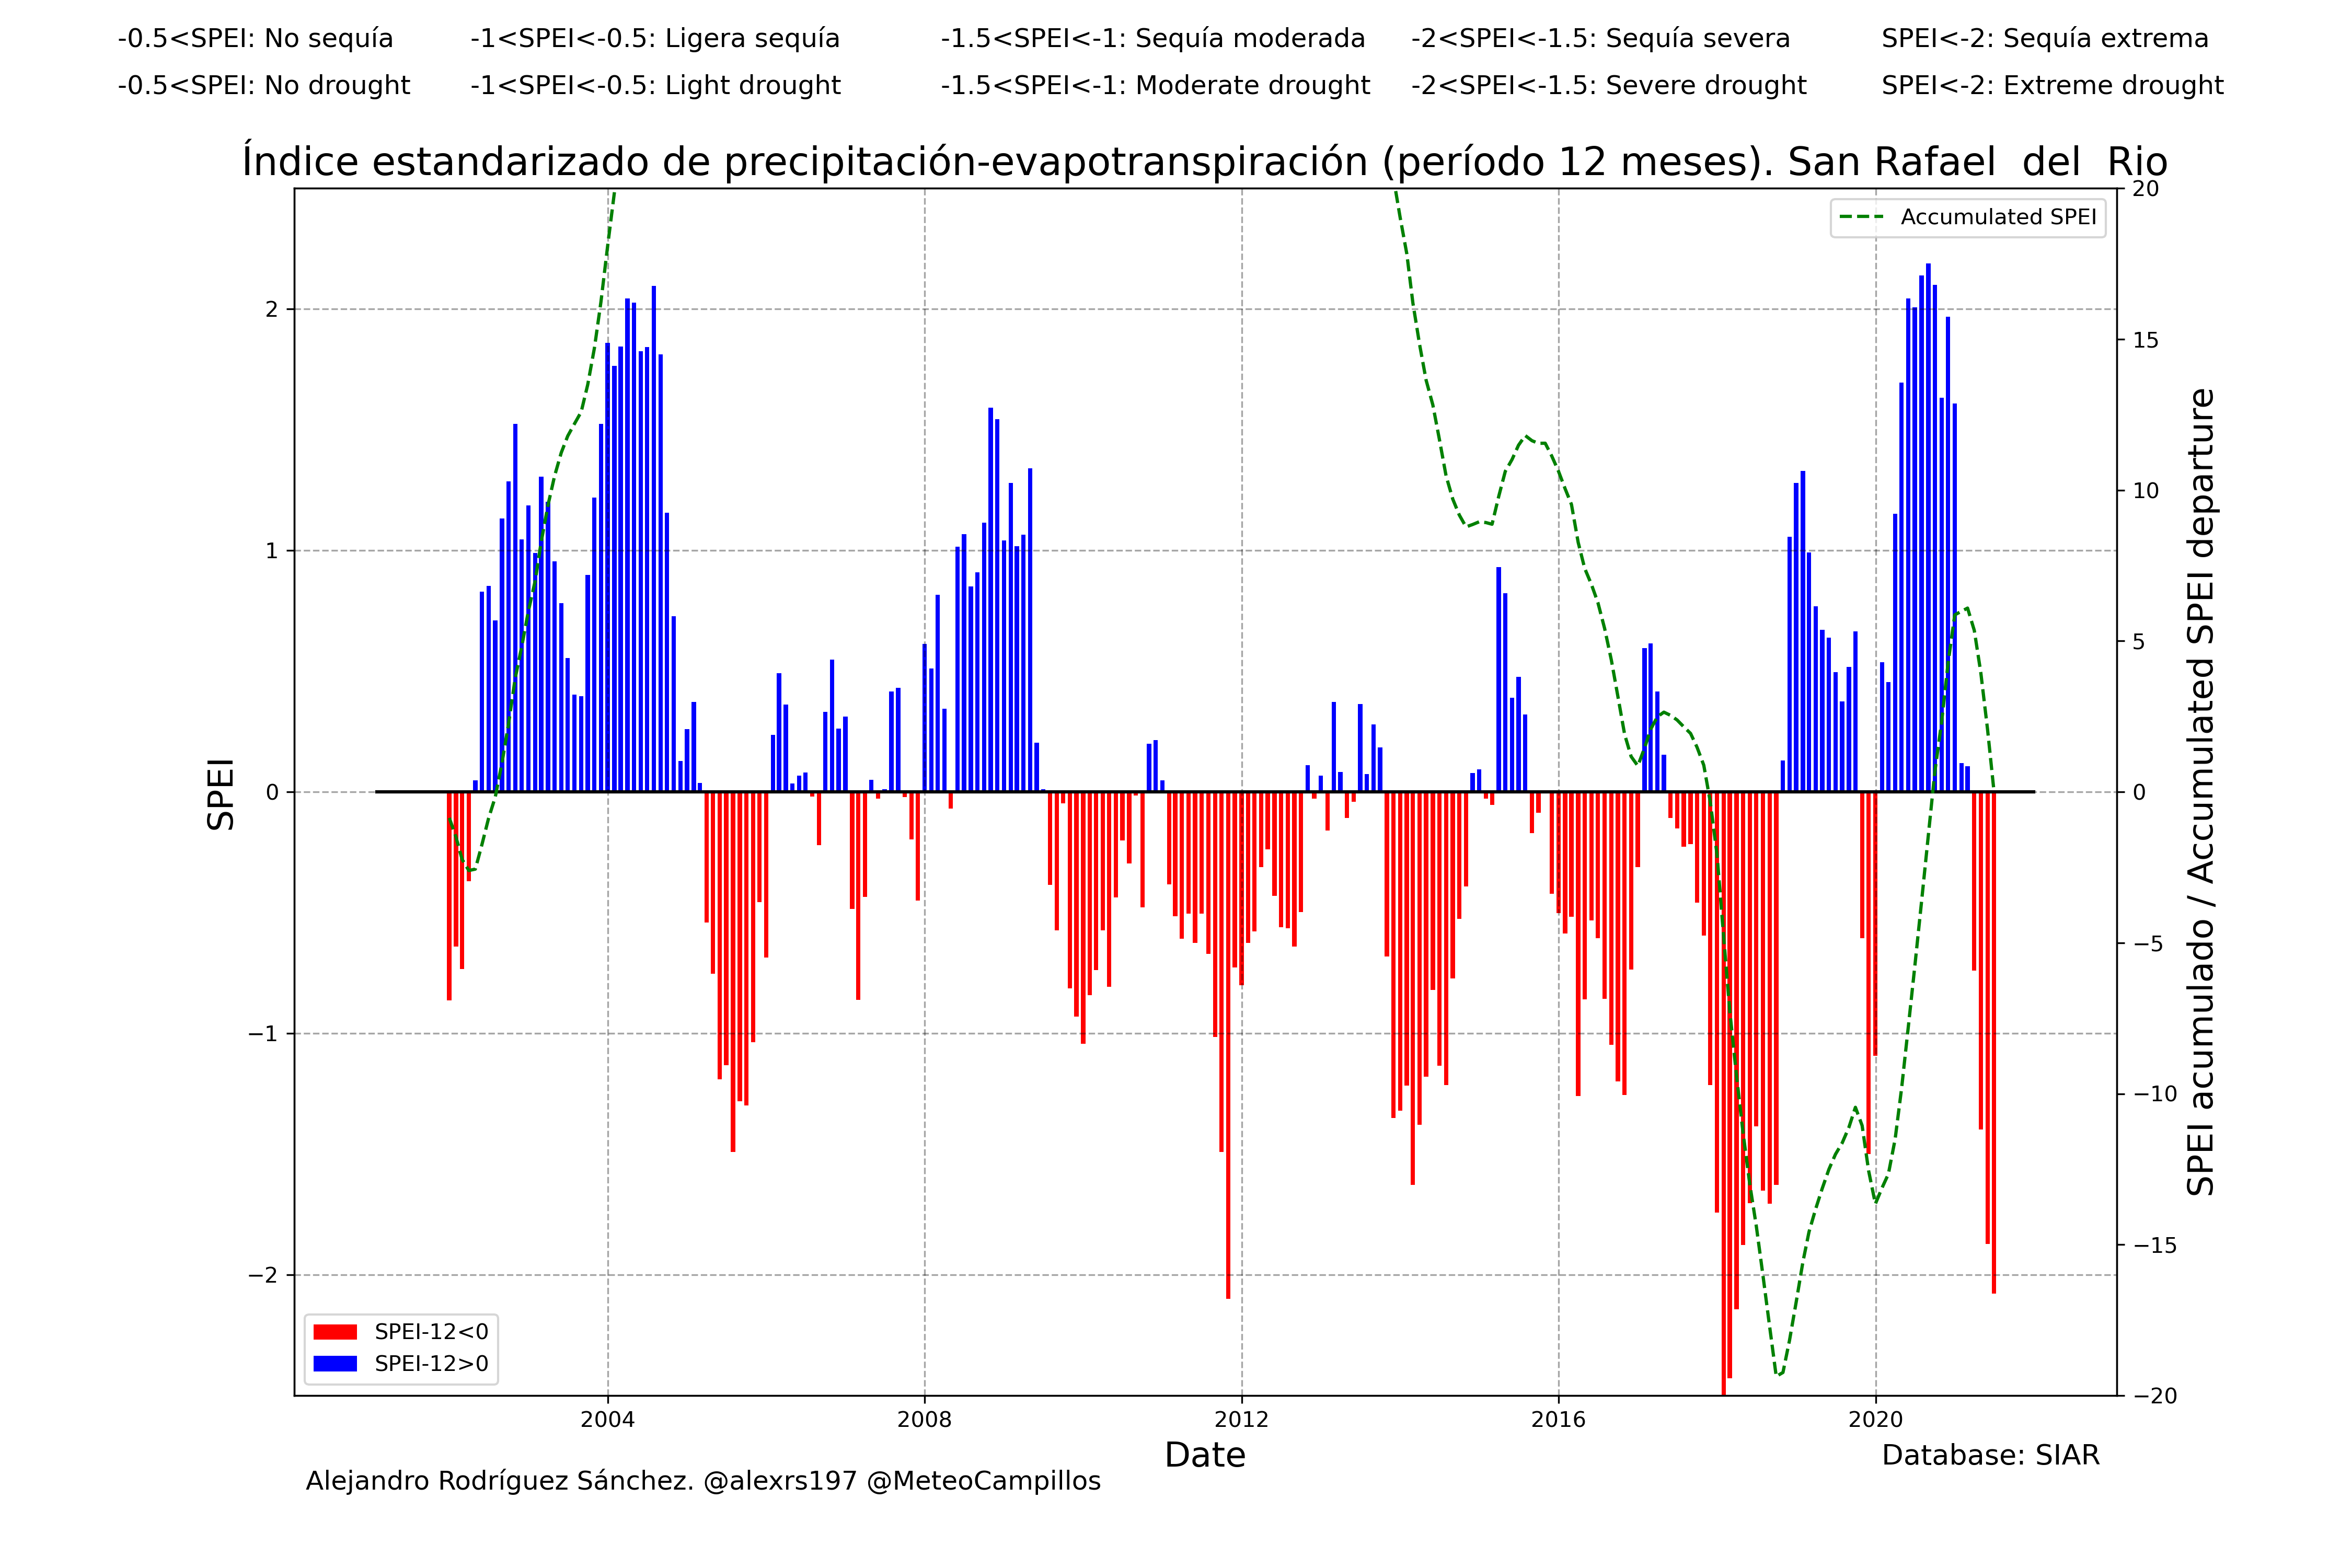 -0.5<SPEI: No sequía -1<SPEI<-0.5: Ligera sequía -1.5<SPEI<-1: Sequía moderada -2<SPEI<-1.5: Sequía severa SPEI<-2: Sequía extrema
-0.5<SPEI: No drought -1<SPEI<-0.5: Light drought -1.5<SPEI<-1: Moderate drought -2<SPEI<-1.5: Severe drought SPEI<-2: Extreme drought
Índice estandarizado de precipitación-evapotranspiración (período 12 meses). San Rafael  del  Rio
Accumulated SPEI
SPEI
2
1
0
−1
−2
20
15
10
5
0
−5
−10
−15
−20
SPEI acumulado / Accumulated SPEI departure
SPEI-12<0
SPEI-12>0
2004 2008 2012 2016 2020
Date
Database: SIAR
Alejandro Rodríguez Sánchez. @alexrs197 @MeteoCampillos